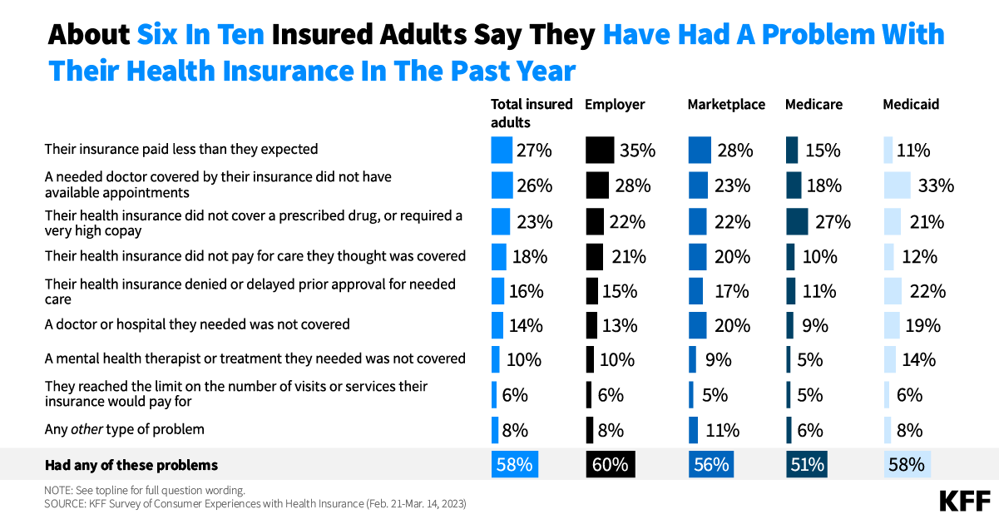 About Six In Ten Insured Adults Say They Have Had A Problem With
Their Health Insurance In The Past Year
Total insured adults Employer Marketplace Medicare Medicaid
Their insurance paid less than they expected 27% 35% 28% 15% 11%
A needed doctor covered by their insurance did not have
available appointments 26% 28% 23% 18% 33%
Their health insurance did not cover a prescribed drug, or required a
very high copay 23% 22% 22% 27% 21%
Their health insurance did not pay for care they thought was covered 18% 21% 20% 10% 12%
Their health insurance denied or delayed prior approval for needed
care 16% 15% 17% 11% 22%
A doctor or hospital they needed was not covered 14% 13% 20% 9% 19%
A mental health therapist or treatment they needed was not covered 10% 10% 9% 5% 14%
They reached the limit on the number of visits or services their
insurance would pay for 6% 6% 5% 5% 6%
Any other type of problem 8% 8% 11% 6% 8%
Had any of these problems 58% 60% 56% 51% 58%
NOTE: See topline for full question wording.
SOURCE: KFF Survey of Consumer Experiences with Health Insurance (Feb. 21-Mar. 14, 2023)
KFF